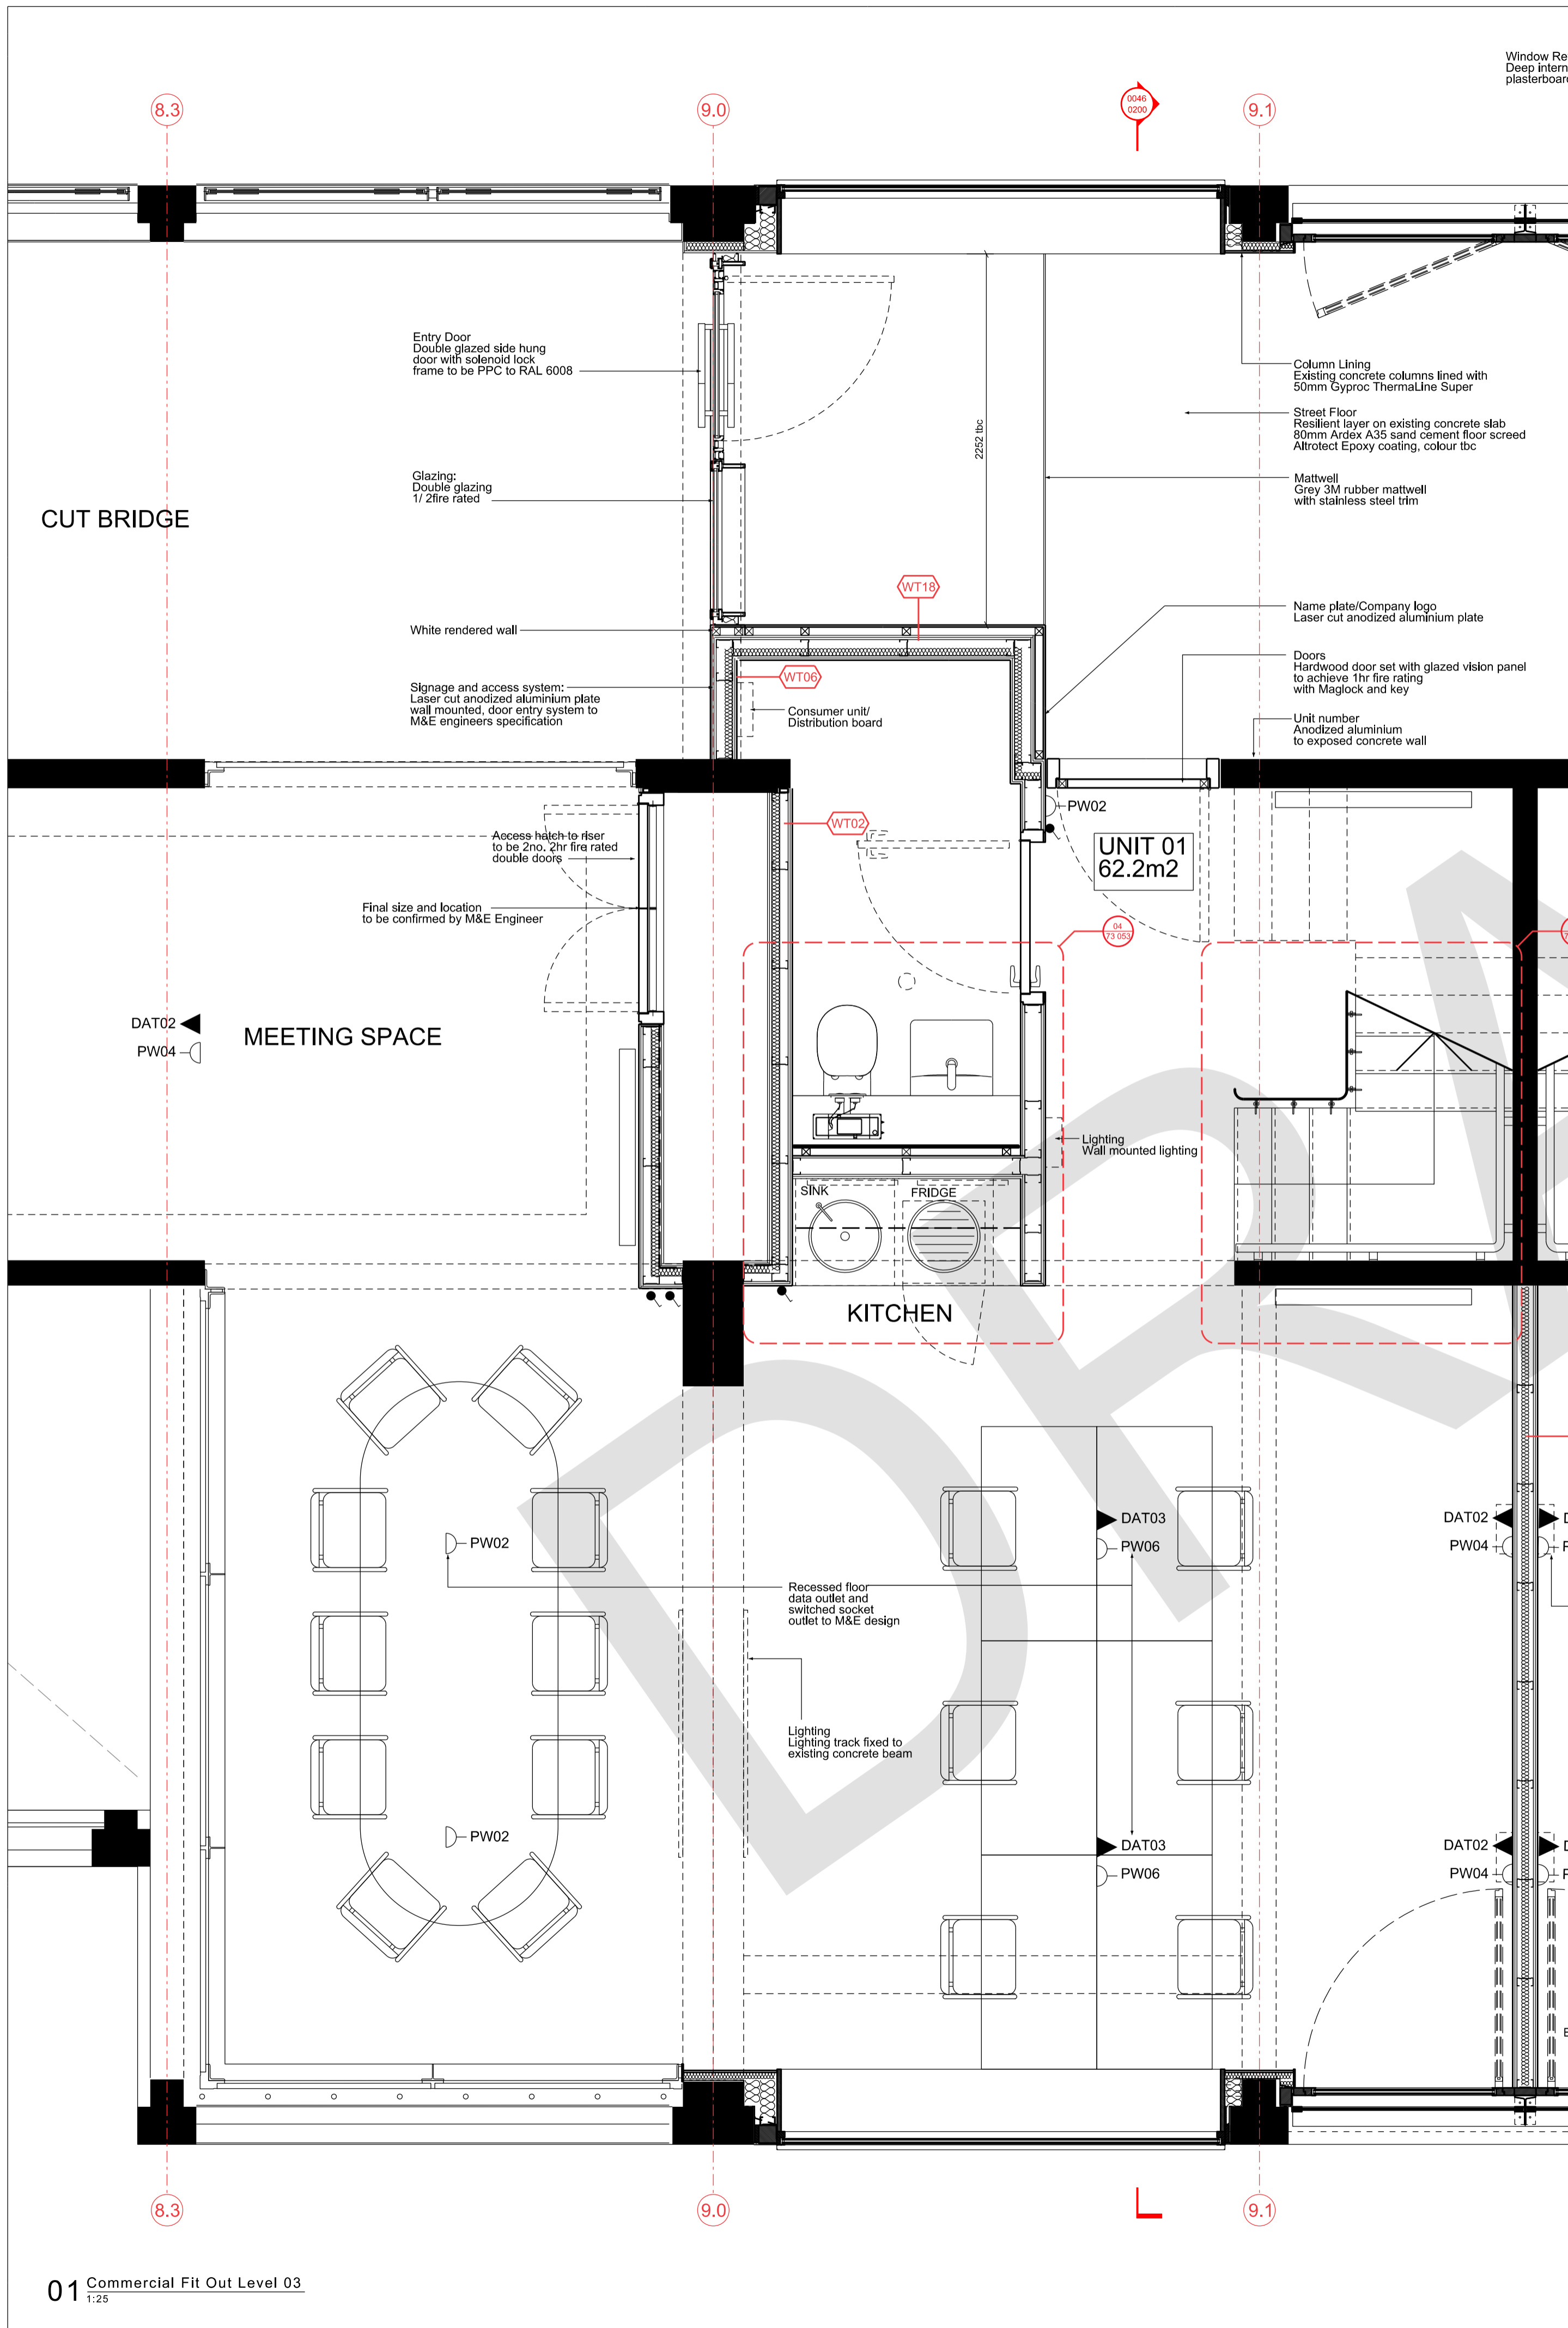 Window Re
Deep intern
plasterboar
8.3
9.0
0046
0200
9.1
Entry Door
Double glazed side hung
door with solenoid lock
frame to be PPC to RAL 6008
Column Lining
Existing concrete columns lined with
50mm Gyproc ThermaLine Super
Street Floor
Resilient layer on existing concrete slab
80mm Ardex A35 sand cement floor screed
Altrotect Epoxy coating, colour tbc
2252 tbc
Glazing:
Double glazing
1/ 2fire rated
Mattwell
Grey 3M rubber mattwell
with stainless steel trim
CUT BRIDGE
WT18
Name plate/Company logo
Laser cut anodized aluminium plate
White rendered wall
Doors
Hardwood door set with glazed vision panel
to achieve 1hr fire rating
with Maglock and key
WT06
Signage and access system:
Laser cut anodized aluminium plate
wall mounted, door entry system to
M&E engineers specification
Consumer unit/
Distribution board
Unit number
Anodized aluminium
to exposed concrete wall
PW02
WT02
Access hatch to riser
to be 2no. 2hr fire rated
double doors
UNIT 01
62.2m2
Final size and location
to be confirmed by M&E Engineer
04
73 053
DAT02
PW04
MEETING SPACE
Lighting
Wall mounted lighting
SINK
FRIDGE
KITCHEN
DRA
PW02
DAT03
PW06
DAT02
PW04
Recessed floor
data outlet and
switched socket
outlet to M&E design
Lighting
Lighting track fixed to
existing concrete beam
PW02
DAT03
PW06
DAT02
PW04
8.3
9.0
9.1
01
Commercial Fit Out Level 03
1:25